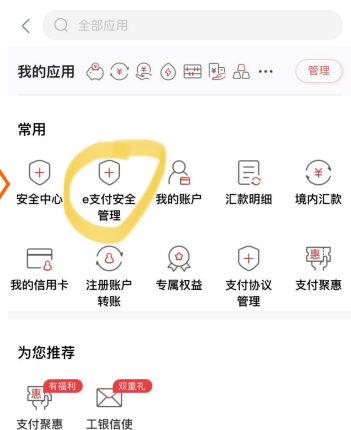 全部应用
我的应用 管理
常用
安全中心 e支付安全 我的账户 汇款明细 境内汇款
管理
我的信用卡 注册账户 专属权益 支付协议 支付聚惠
转账 管理
为您推荐
有福利 双重礼
支付聚惠 工银信使